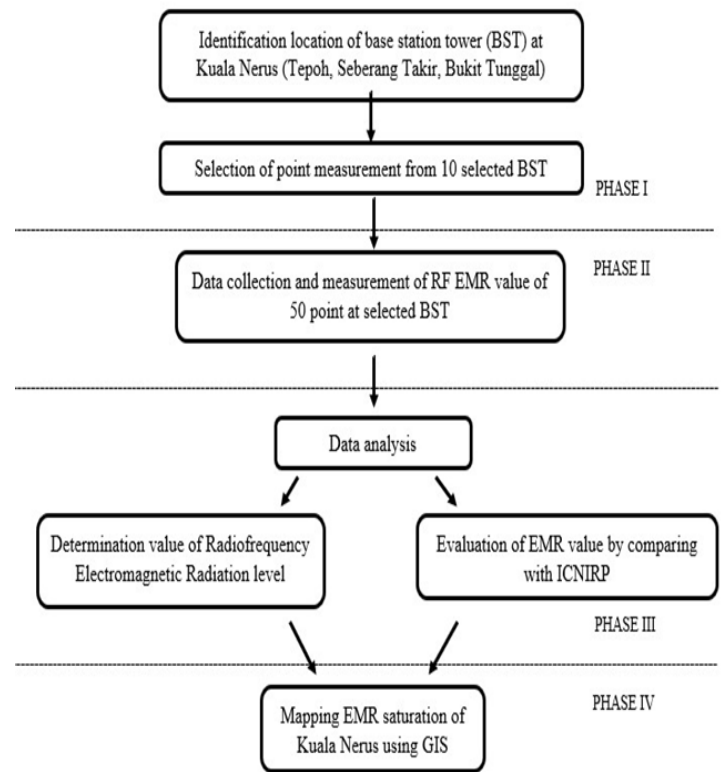 Identification location of base station tower (BST) at
Kuala Nerus (Tepoh, Seberang Takir, Bukit Tunggal)
Selection of point measurement from 10 selected BST
PHASE I
PHASE II
Data collection and measurement of RF EMR value of
50 point at selected BST
Data analysis
Determination value of Radiofrequency
Electromagnetic Radiation level
Evaluation of EMR value by comparing
with ICNIRP
PHASE III
PHASE IV
Mapping EMR saturation of
Kuala Nerus using GIS